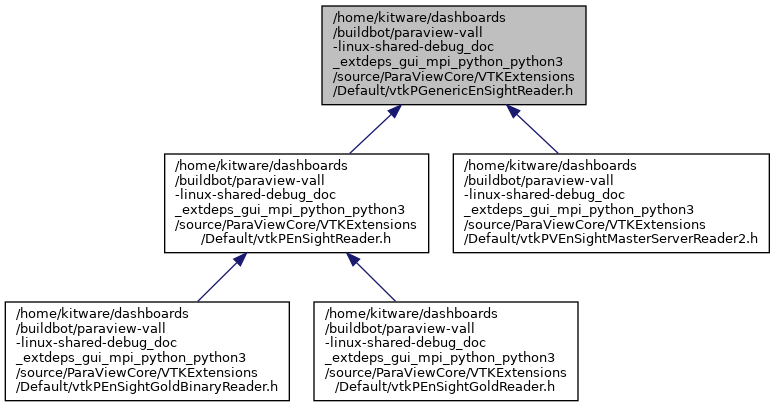 /home/kitware/dashboards
/buildbot/paraview-vall
-linux-shared-debug_doc
_extdeps_gui_mpi_python_python3
/source/ParaViewCore/VTKExtensions
/Default/vtkPGenericEnSightReader.h
/home/kitware/dashboards
/buildbot/paraview-vall
-linux-shared-debug_doc
_extdeps_gui_mpi_python_python3
/source/ParaViewCore/VTKExtensions
/Default/vtkPEnSightReader.h
/home/kitware/dashboards
/buildbot/paraview-vall
-linux-shared-debug_doc
_extdeps_gui_mpi_python_python3
/source/ParaViewCore/VTKExtensions
/Default/vtkPVEnSightMasterServerReader2.h
/home/kitware/dashboards
/buildbot/paraview-vall
-linux-shared-debug_doc
_extdeps_gui_mpi_python_python3
/source/ParaViewCore/VTKExtensions
/Default/vtkPEnSightGoldBinaryReader.h
/home/kitware/dashboards
/buildbot/paraview-vall
-linux-shared-debug_doc
_extdeps_gui_mpi_python_python3
/source/ParaViewCore/VTKExtensions
/Default/vtkPEnSightGoldReader.h